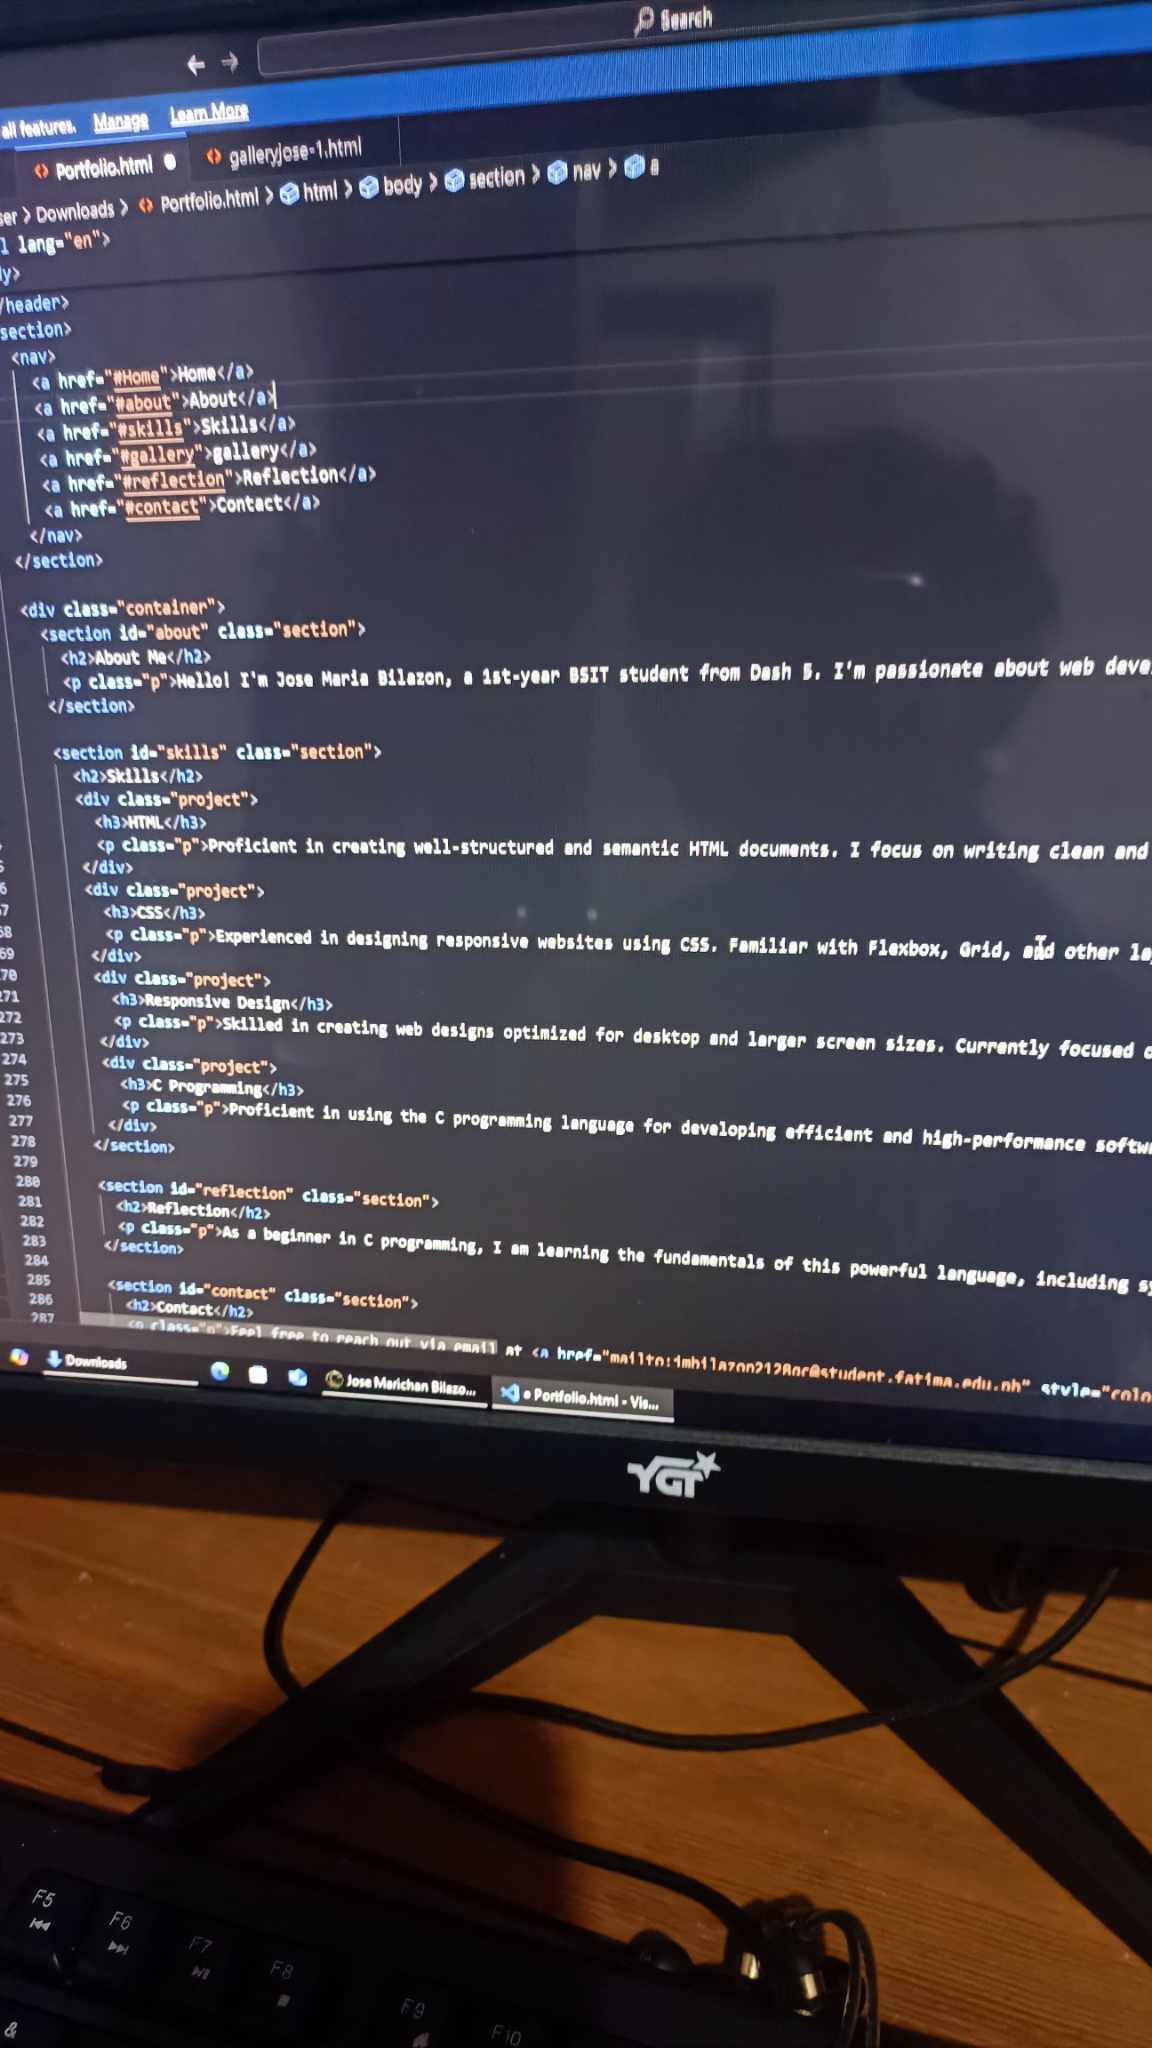 Search
all features. Manage Learn More
Portfolio.html galleryjose-1.html
ser > Downloads > Portfolio.html > html > body > section > nav > a
l lang="en">
dy>
/header>
section>
<nav>
<a href="#Home">Home</a>
<a href="#about">About</a>
<a href="#skills">Skills</a>
<a href="#gallery">gallery</a>
<a href="#reflection">Reflection</a>
<a href="#contact">Contact</a>
</nav>
</section>
<div class="container">
<section id="about" class="section">
<h2>About Me</h2>
<p class="p">Hello! I'm Jose Maria Bilazon, a 1st-year BSIT student from Dash 5. I'm passionate about web deve
</section>
<section id="skills" class="section">
<h2>Skills</h2>
<div class="project">
<h3>HTML</h3>
<p class="p">Proficient in creating well-structured and semantic HTML documents. I focus on writing clean and
5 </div>
6 <div class="project">
67 <h3>CSS</h3>
68 <p class="p">Experienced in designing responsive websites using CSS. Familiar with Flexbox, Grid, and other la
69 </div>
270 <div class="project">
271 <h3>Responsive Design</h3>
272 <p class="p">Skilled in creating web designs optimized for desktop and larger screen sizes. Currently focused o
273 </div>
274 <div class="project">
275 <h3>C Programming</h3>
276 <p class="p">Proficient in using the C programming language for developing efficient and high-performance softw
277 </div>
278 </section>
279
280 <section id="reflection" class="section">
281 <h2>Reflection</h2>
282 <p class="p">As a beginner in C programming, I am learning the fundamentals of this powerful language, including sy
283 </section>
284
285 <section id="contact" class="section">
286 <h2>Contact</h2>
287 <p class="p">Feel free to reach out via email at <a href="mailto:jmbilazon2128qc@student.fatima.edu.ph" style="colo
Downloads Jose Marichan Bilazo... Portfolio.html - Vis...
YGT
F5
F6
F7
F8
F9
F10
&